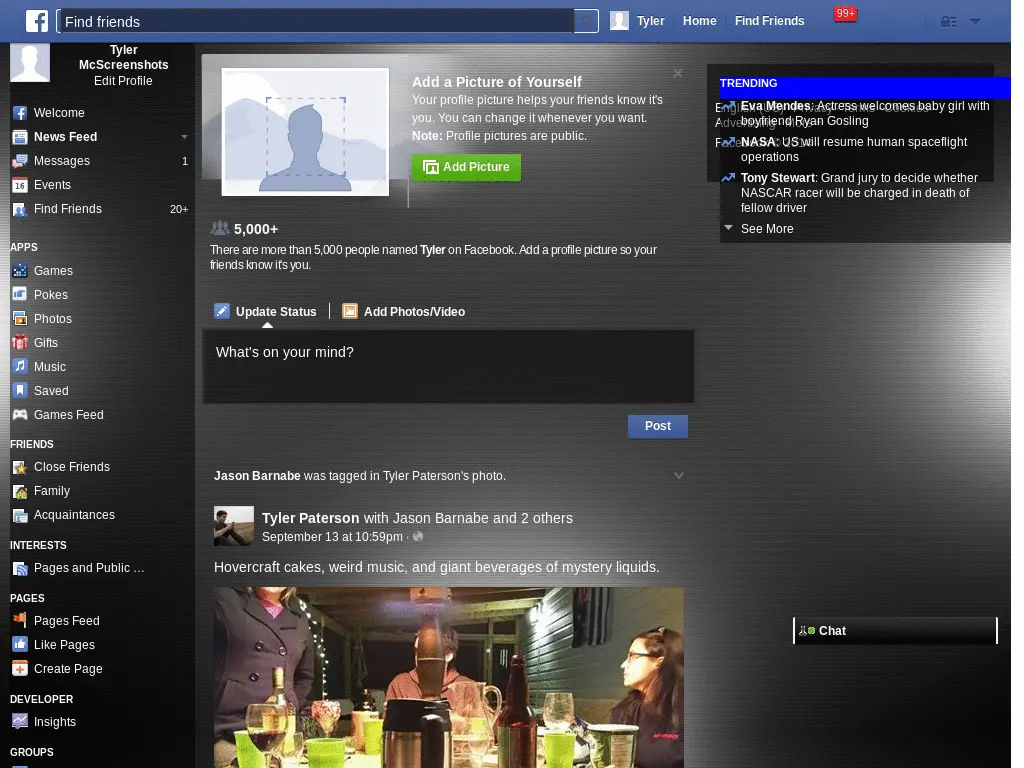 Find friends
Tyler
Home
Find Friends
99+
Tyler
McScreenshots
Edit Profile
Welcome
News Feed
Messages 1
16
Events
Find Friends 20+
APPS
Games
Pokes
Photos
Gifts
Music
Saved
Games Feed
FRIENDS
Close Friends
Family
Acquaintances
INTERESTS
Pages and Public ...
PAGES
Pages Feed
Like Pages
Create Page
DEVELOPER
Insights
GROUPS
Add a Picture of Yourself
Your profile picture helps your friends know it's
you. You can change it whenever you want.
Note: Profile pictures are public.
Add Picture
5,000+
There are more than 5,000 people named Tyler on Facebook. Add a profile picture so your
friends know it's you.
Update Status
Add Photos/Video
What's on your mind?
Post
Jason Barnabe was tagged in Tyler Paterson's photo.
Tyler Paterson with Jason Barnabe and 2 others
September 13 at 10:59pm ·
Hovercraft cakes, weird music, and giant beverages of mystery liquids.
TRENDING
Eva Mendes: Actress welcomes baby girl with
boyfriend Ryan Gosling
NASA: US will resume human spaceflight
operations
Tony Stewart: Grand jury to decide whether
NASCAR racer will be charged in death of
fellow driver
See More
Chat